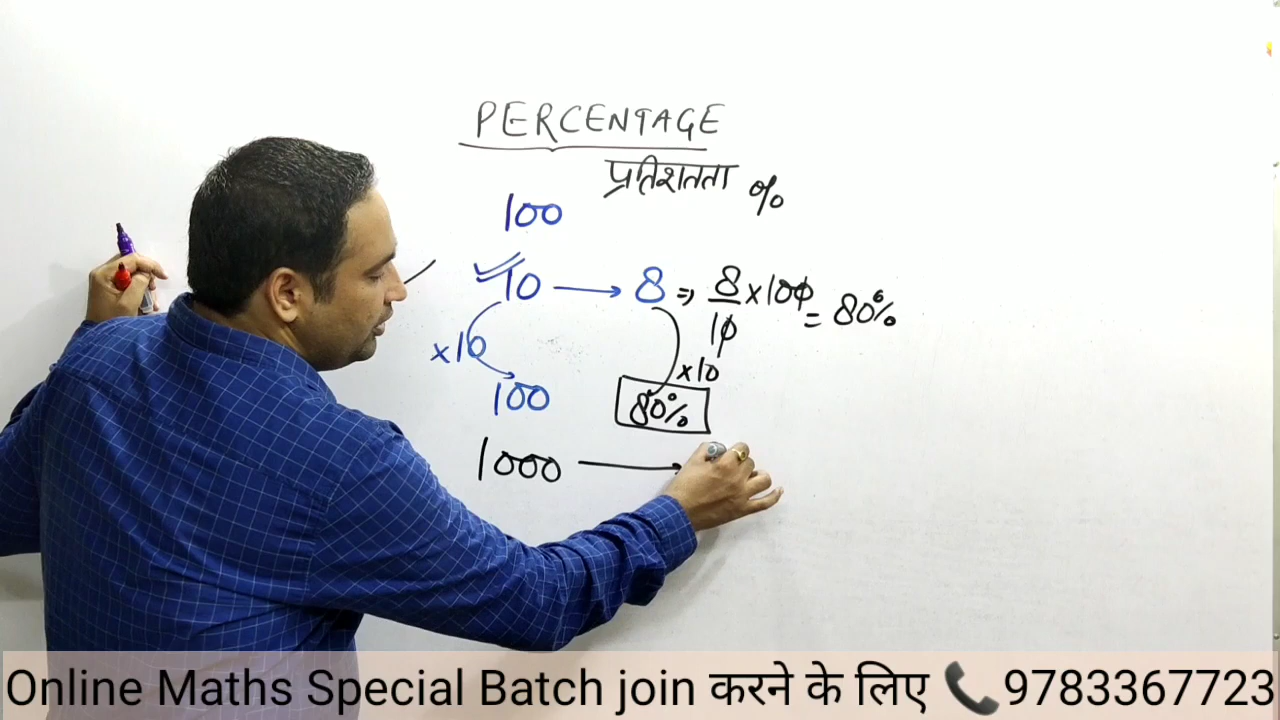 PERCENTAGE
प्रतिशतता %
100
10 → 8 ⇒ 8/10 × 100 = 80%
×10 ×10
100 80%
1000 →
Online Maths Special Batch join करने के लिए 📞9783367723